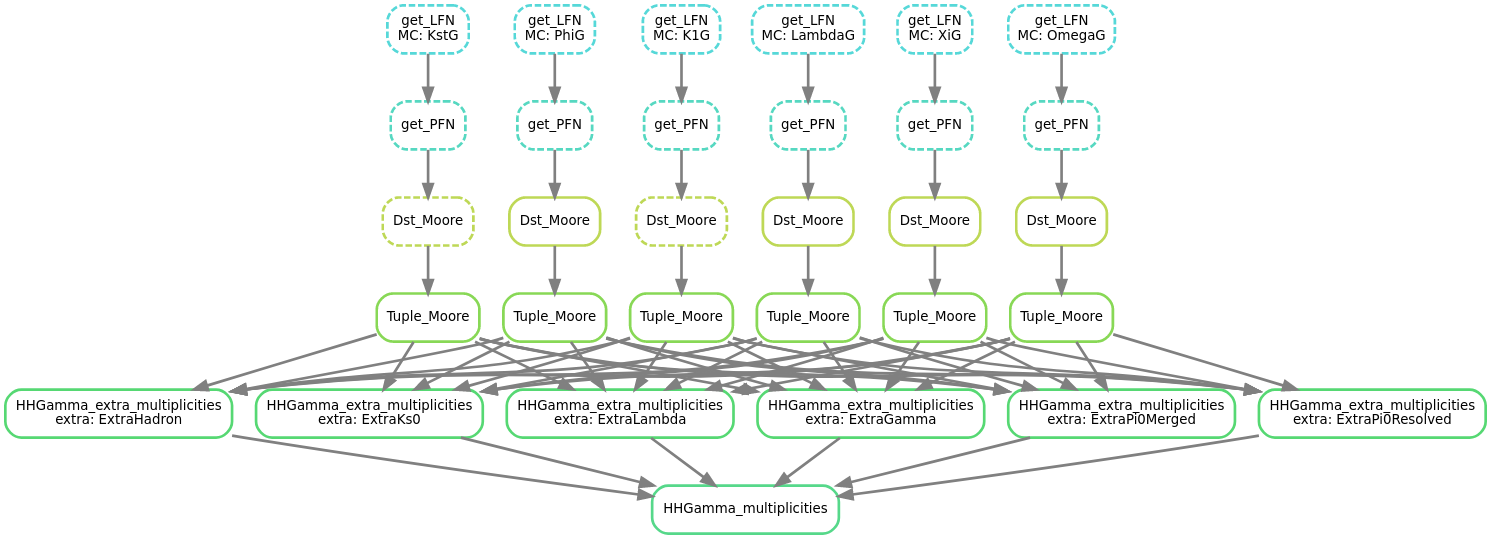 get_LFN
MC: KstG
get_LFN
MC: PhiG
get_LFN
MC: K1G
get_LFN
MC: LambdaG
get_LFN
MC: XiG
get_LFN
MC: OmegaG
get_PFN
get_PFN
get_PFN
get_PFN
get_PFN
get_PFN
Dst_Moore
Dst_Moore
Dst_Moore
Dst_Moore
Dst_Moore
Dst_Moore
Tuple_Moore
Tuple_Moore
Tuple_Moore
Tuple_Moore
Tuple_Moore
Tuple_Moore
HHGamma_extra_multiplicities
extra: ExtraHadron
HHGamma_extra_multiplicities
extra: ExtraKs0
HHGamma_extra_multiplicities
extra: ExtraLambda
HHGamma_extra_multiplicities
extra: ExtraGamma
HHGamma_extra_multiplicities
extra: ExtraPi0Merged
HHGamma_extra_multiplicities
extra: ExtraPi0Resolved
HHGamma_multiplicities